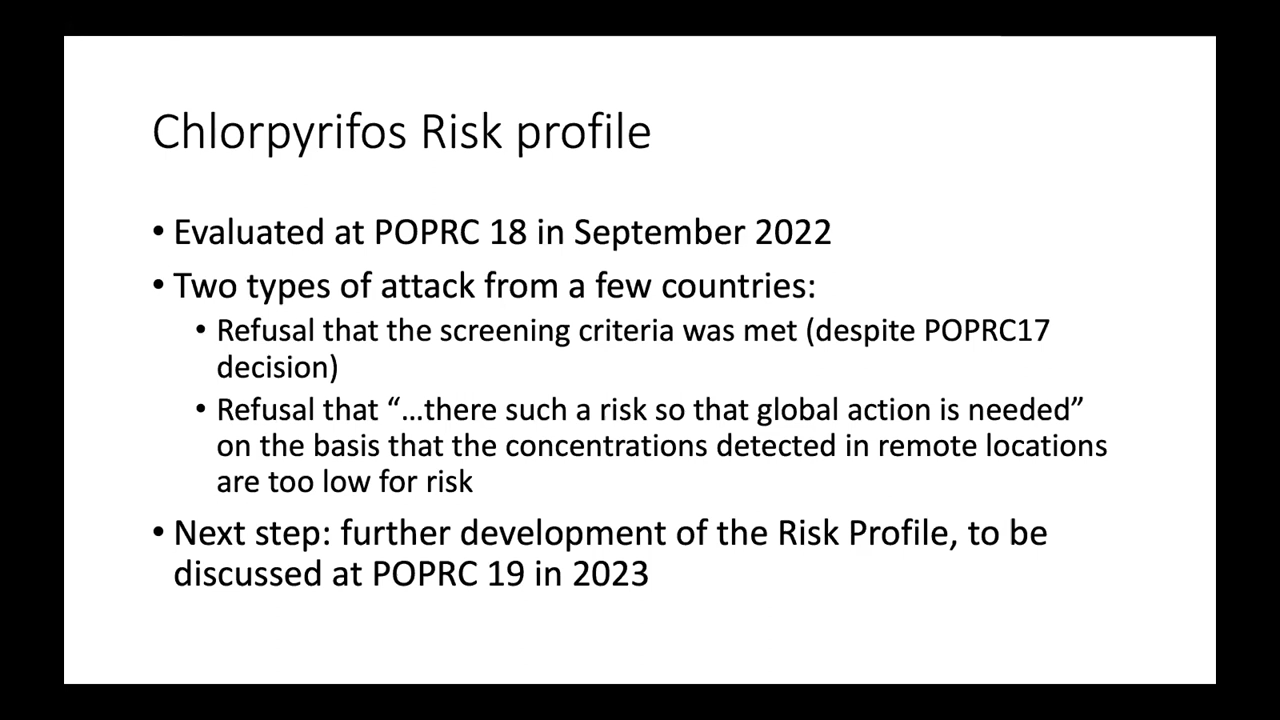 Chlorpyrifos Risk profile
• Evaluated at POPRC 18 in September 2022
• Two types of attack from a few countries:
• Refusal that the screening criteria was met (despite POPRC17
decision)
• Refusal that “…there such a risk so that global action is needed”
on the basis that the concentrations detected in remote locations
are too low for risk
• Next step: further development of the Risk Profile, to be
discussed at POPRC 19 in 2023